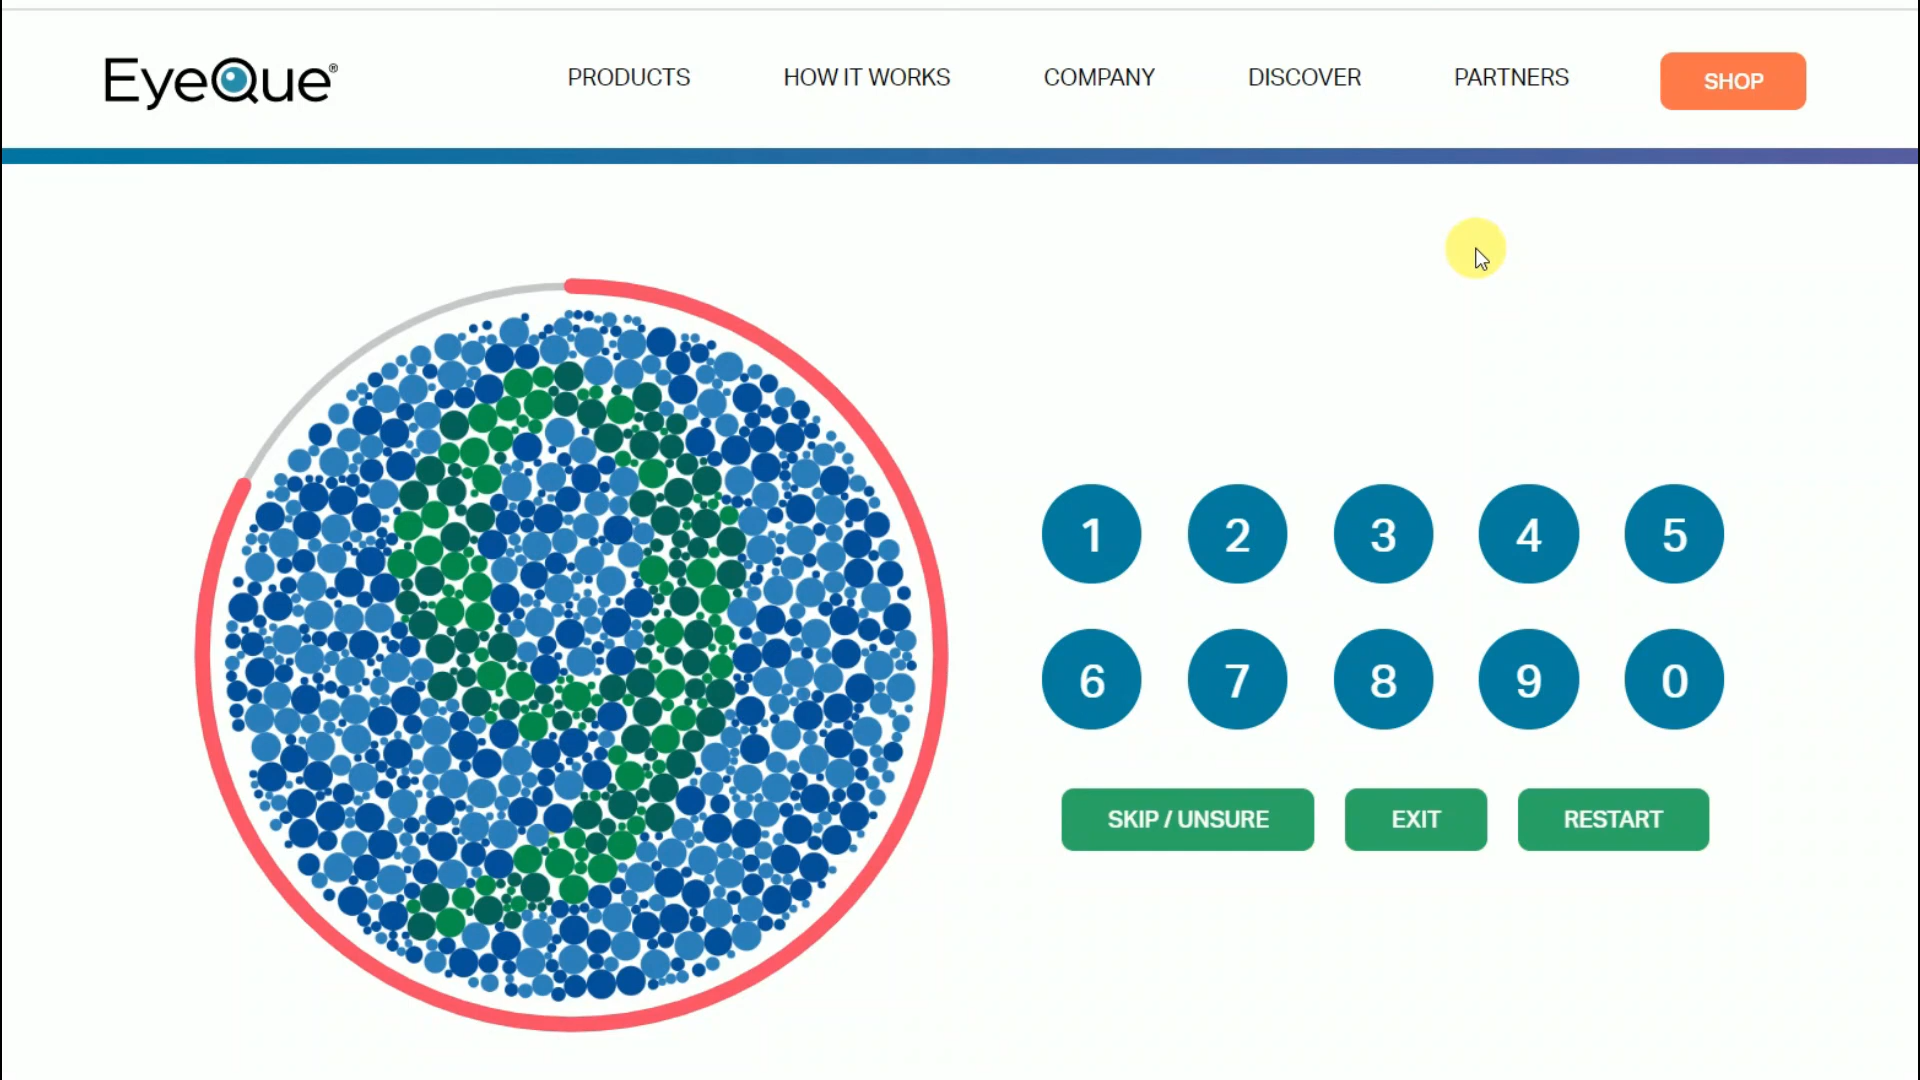 EyeQue®
PRODUCTS HOW IT WORKS COMPANY DISCOVER PARTNERS SHOP
9
1 2 3 4 5
6 7 8 9 0
SKIP / UNSURE EXIT RESTART